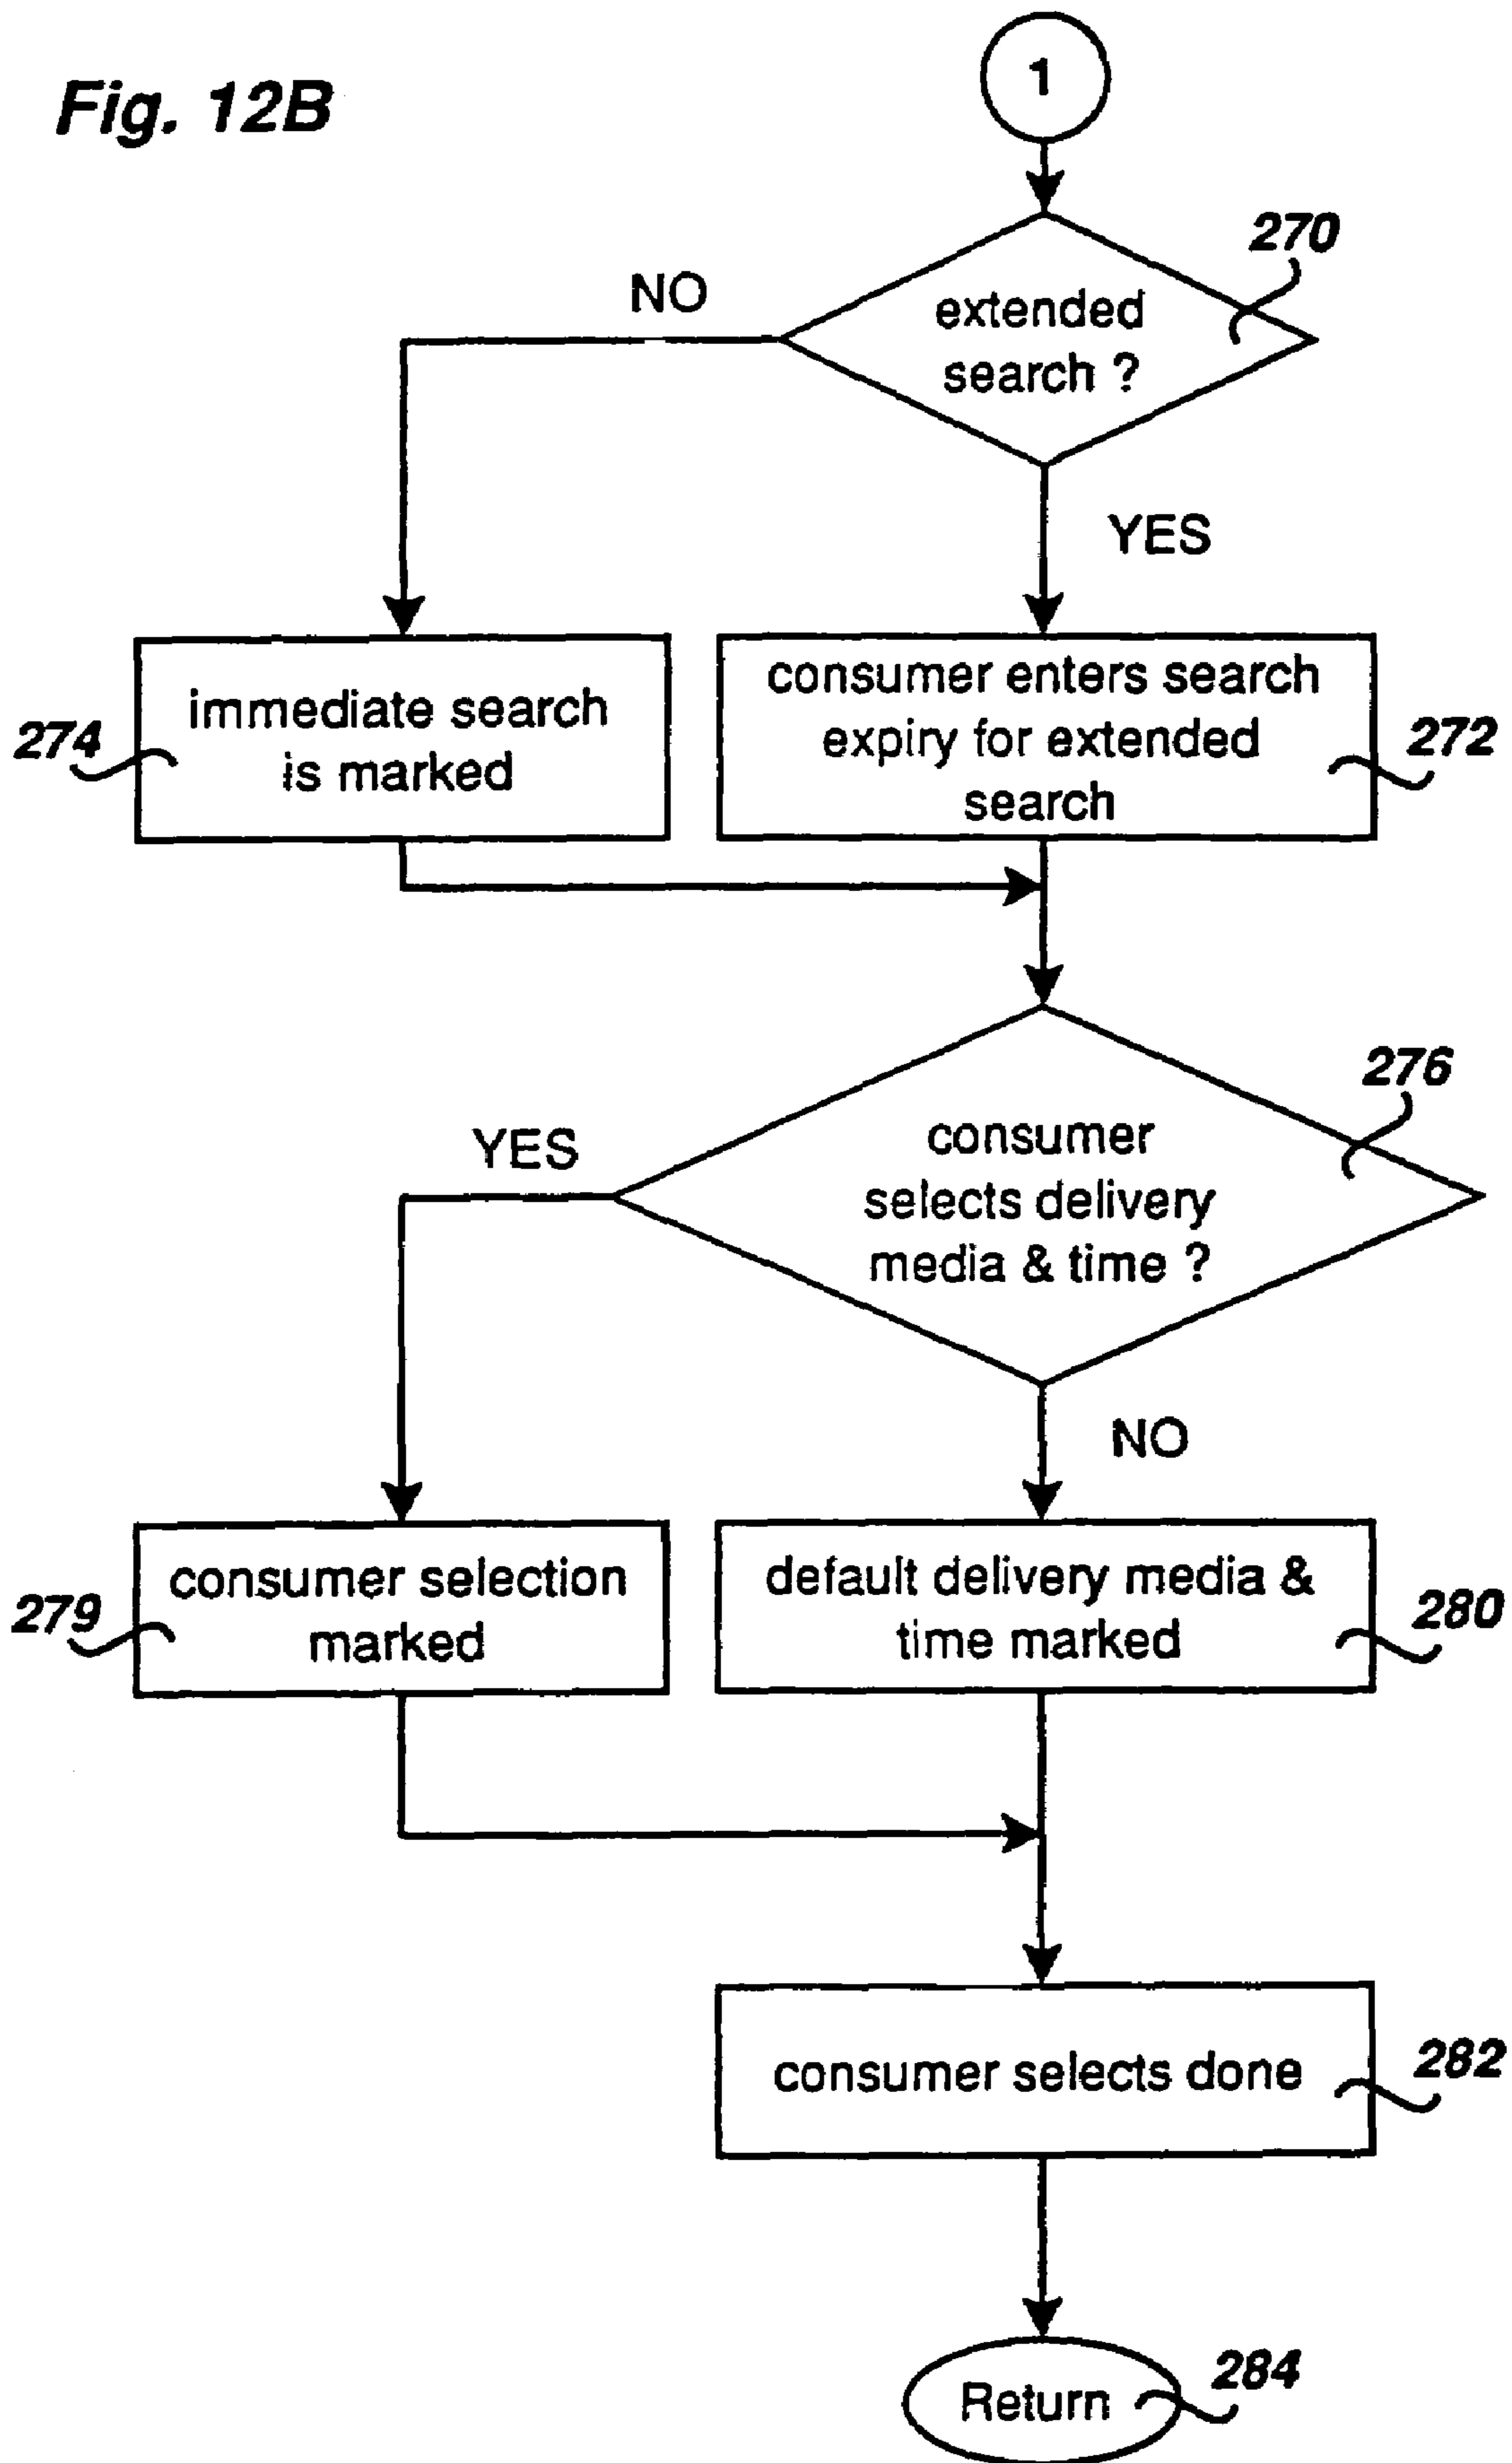 Fig. 12B
1
270
NO
extended
search ?
YES
274
immediate search
is marked
consumer enters search
expiry for extended
search
272
276
YES
consumer
selects delivery
media & time ?
NO
279
consumer selection
marked
default delivery media &
time marked
280
consumer selects done
282
Return
284